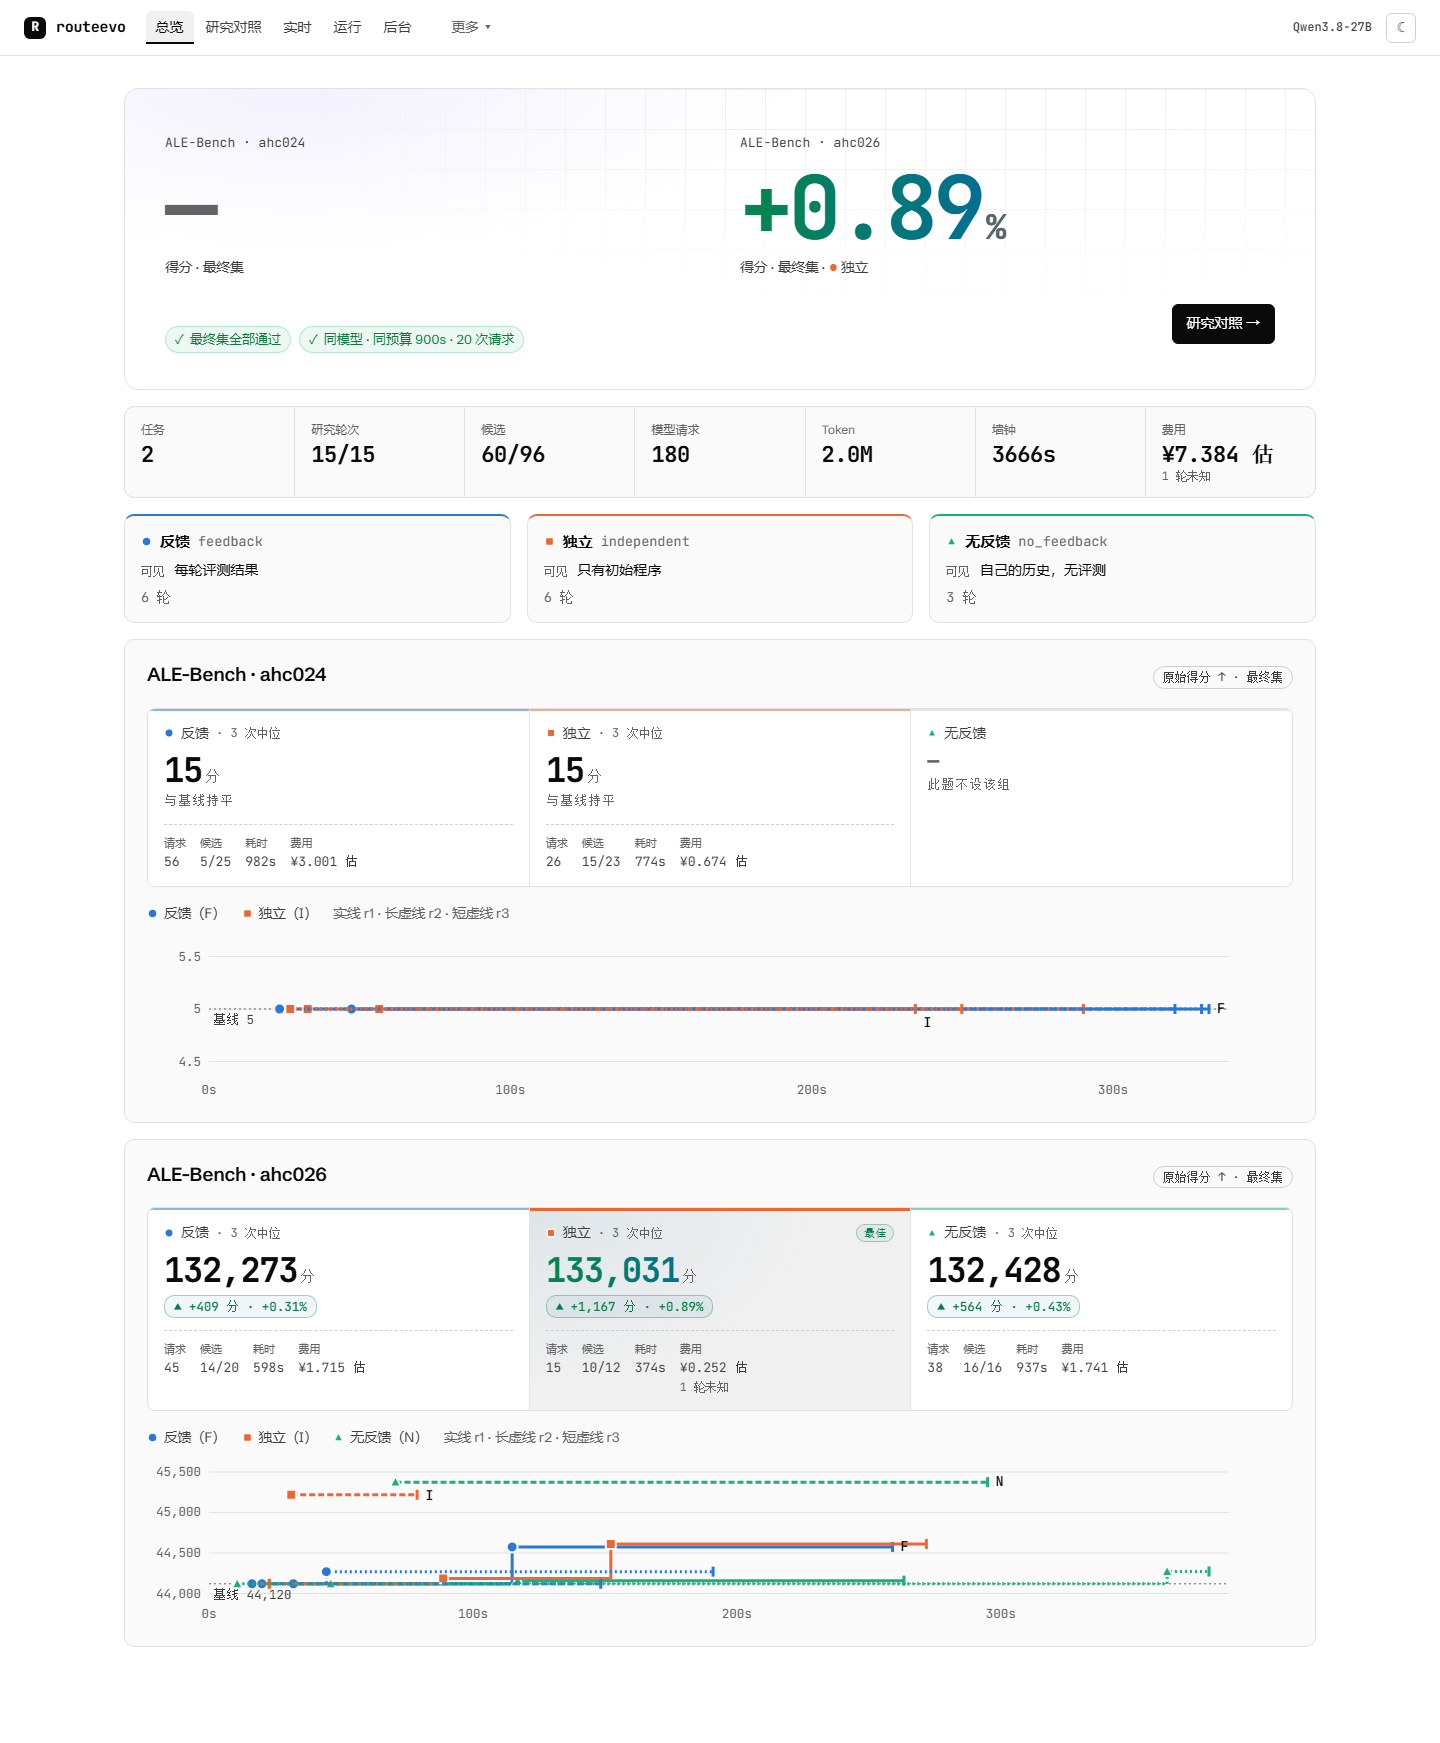 R routeevo 总览 研究对照 实时 运行 后台 更多 ▾ Qwen3.8-27B ☾
ALE-Bench · ahc024
—
得分 · 最终集
ALE-Bench · ahc026
+0.89%
得分 · 最终集 · 独立
✓ 最终集全部通过 ✓ 同模型 · 同预算 900s · 20 次请求
研究对照 →
任务
2
研究轮次
15/15
候选
60/96
模型请求
180
Token
2.0M
墙钟
3666s
费用
¥7.384 估
1 轮未知
反馈 feedback
可见 每轮评测结果
6 轮
独立 independent
可见 只有初始程序
6 轮
无反馈 no_feedback
可见 自己的历史，无评测
3 轮
ALE-Bench · ahc024
原始得分 ↑ · 最终集
反馈 · 3 次中位
15分
与基线持平
请求 候选 耗时 费用
56 5/25 982s ¥3.001 估
独立 · 3 次中位
15分
与基线持平
请求 候选 耗时 费用
26 15/23 774s ¥0.674 估
无反馈
—
此题不设该组
反馈 (F) 独立 (I) 实线 r1 · 长虚线 r2 · 短虚线 r3
5.5
5
基线 5
F
I
4.5
0s 100s 200s 300s
ALE-Bench · ahc026
原始得分 ↑ · 最终集
反馈 · 3 次中位
132,273分
▲ +409 分 · +0.31%
请求 候选 耗时 费用
45 14/20 598s ¥1.715 估
独立 · 3 次中位
最佳
133,031分
▲ +1,167 分 · +0.89%
请求 候选 耗时 费用
15 10/12 374s ¥0.252 估
1 轮未知
无反馈 · 3 次中位
132,428分
▲ +564 分 · +0.43%
请求 候选 耗时 费用
38 16/16 937s ¥1.741 估
反馈 (F) 独立 (I) 无反馈 (N) 实线 r1 · 长虚线 r2 · 短虚线 r3
45,500
N
I
45,000
44,500
F
44,000
基线 44,120
0s 100s 200s 300s